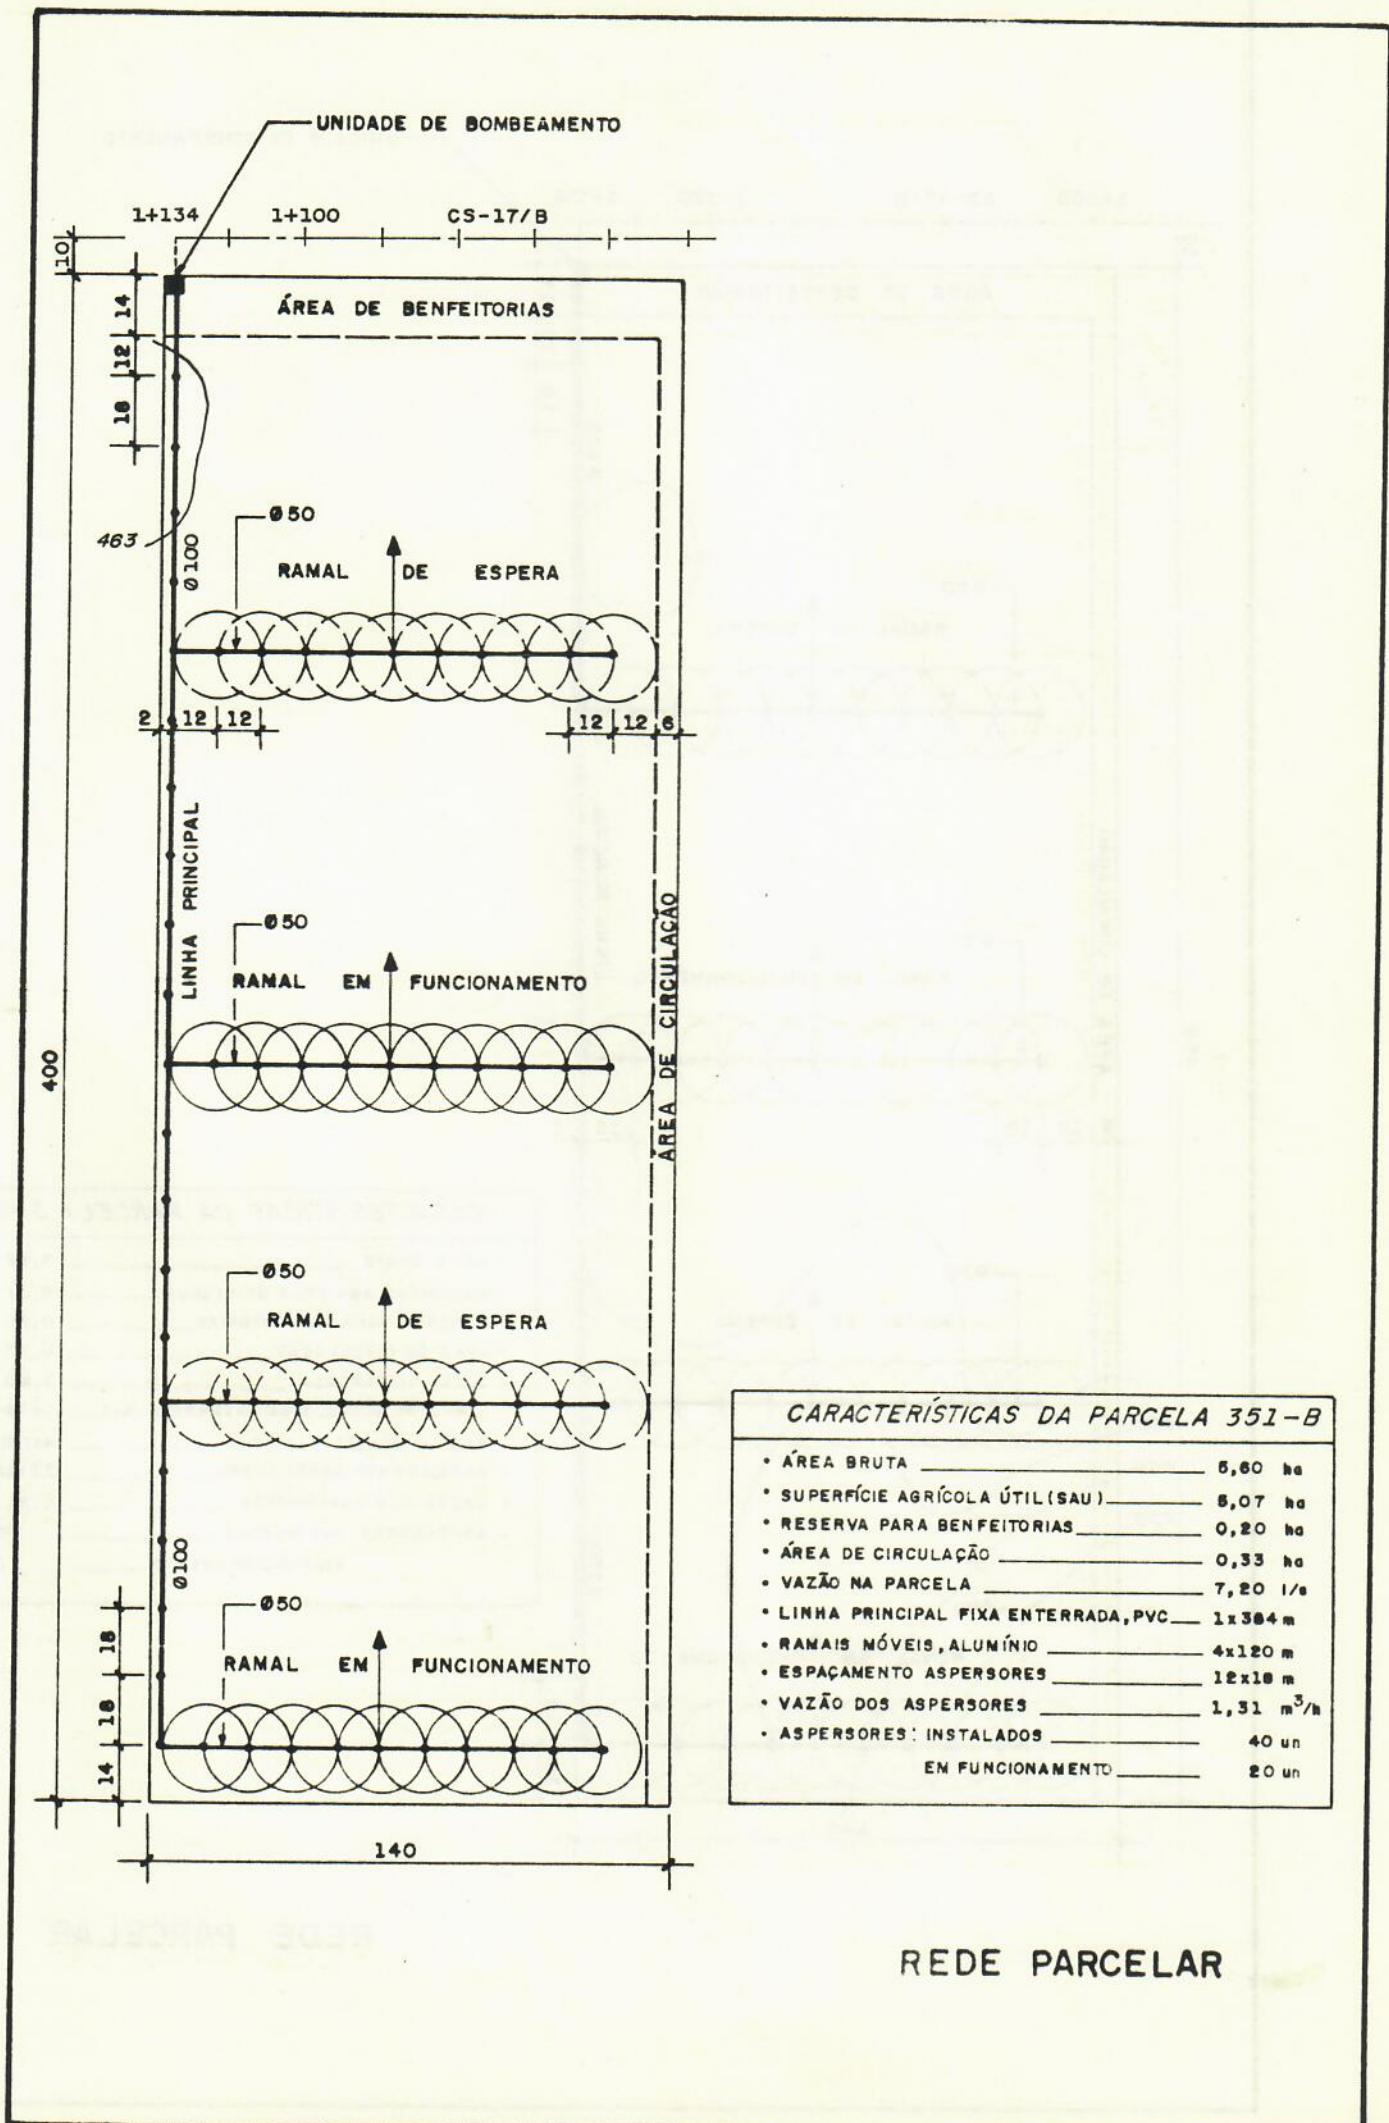 UNIDADE DE BOMBEAMENTO
1+134 1+100 CS-17/B
10
ÁREA DE BENFEITORIAS
14
12
18
463
Ø100
Ø50
RAMAL DE ESPERA
2 12 12 12 12 6
LINHA PRINCIPAL
Ø50
RAMAL EM FUNCIONAMENTO
ÁREA DE CIRCULAÇÃO
400
Ø50
RAMAL DE ESPERA
Ø100
Ø50
RAMAL EM FUNCIONAMENTO
18
18
14
140
CARACTERÍSTICAS DA PARCELA 351-B
• ÁREA BRUTA 5,60 ha
• SUPERFÍCIE AGRÍCOLA ÚTIL (SAU) 5,07 ha
• RESERVA PARA BENFEITORIAS 0,20 ha
• ÁREA DE CIRCULAÇÃO 0,33 ha
• VAZÃO NA PARCELA 7,20 l/s
• LINHA PRINCIPAL FIXA ENTERRADA, PVC 1x384 m
• RAMAIS MÓVEIS, ALUMÍNIO 4x120 m
• ESPAÇAMENTO ASPERSORES 12x18 m
• VAZÃO DOS ASPERSORES 1,31 m³/h
• ASPERSORES: INSTALADOS 40 un
EM FUNCIONAMENTO 20 un
REDE PARCELAR